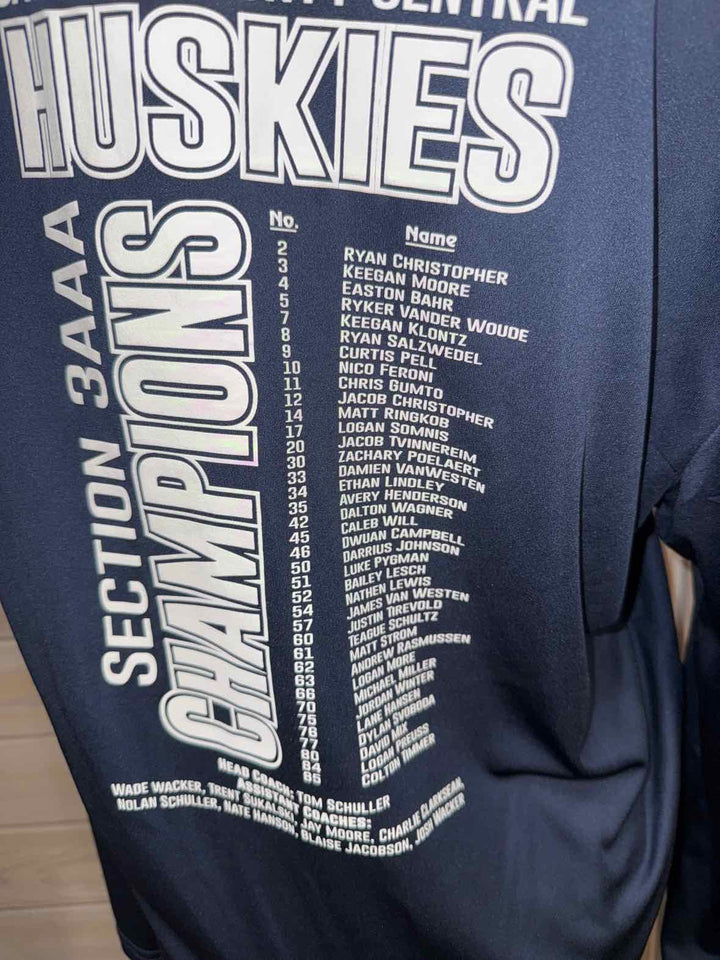 CENTRAL
HUSKIES
SECTION 3AAA
CHAMPIONS
No. Name
2 RYAN CHRISTOPHER
3 KEEGAN MOORE
4 EASTON BAHR
5 RYKER VANDER WOUDE
7 KEEGAN KLONTZ
8 RYAN SALZWEDEL
9 CURTIS PELL
10 NICO FERONI
11 CHRIS GUMTO
12 JACOB CHRISTOPHER
14 MATT RINGKOB
17 LOGAN SOMNIS
20 JACOB TVINNEREIM
30 ZACHARY POELAERT
33 DAMIEN VANWESTEN
34 ETHAN LINDLEY
35 AVERY HENDERSON
42 DALTON WAGNER
45 CALEB WILL
46 DWUAN CAMPBELL
50 DARRIUS JOHNSON
51 LUKE PYGMAN
52 BAILEY LESCH
54 NATHEN LEWIS
57 JAMES VAN WESTEN
60 JUSTIN TIREVOLD
61 TEAGUE SCHULTZ
62 MATT STROM
63 ANDREW RASMUSSEN
66 LOGAN MORE
70 MICHAEL MILLER
75 JORDAN WINTER
76 LANE HANSEN
77 DYLAN SVOBODA
80 DAVID MIX
84 LOGAN PREUSS
85 COLTON TIMMER
HEAD COACH: TOM SCHULLER
ASSISTANT COACHES:
WADE WACKER, TRENT SUKALSKI, JAY MOORE, CHARLIE CLARKSEAN,
NOLAN SCHULLER, NATE HANSON, BLAISE JACOBSON, JOSH WACKER